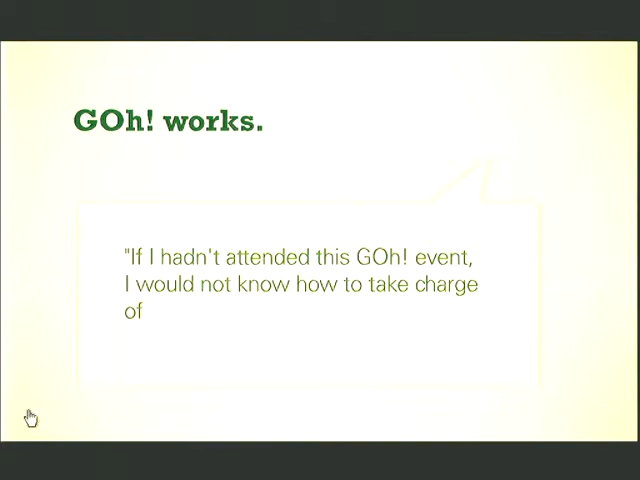 GOh! works.
"If I hadn't attended this GOh! event,
I would not know how to take charge
of